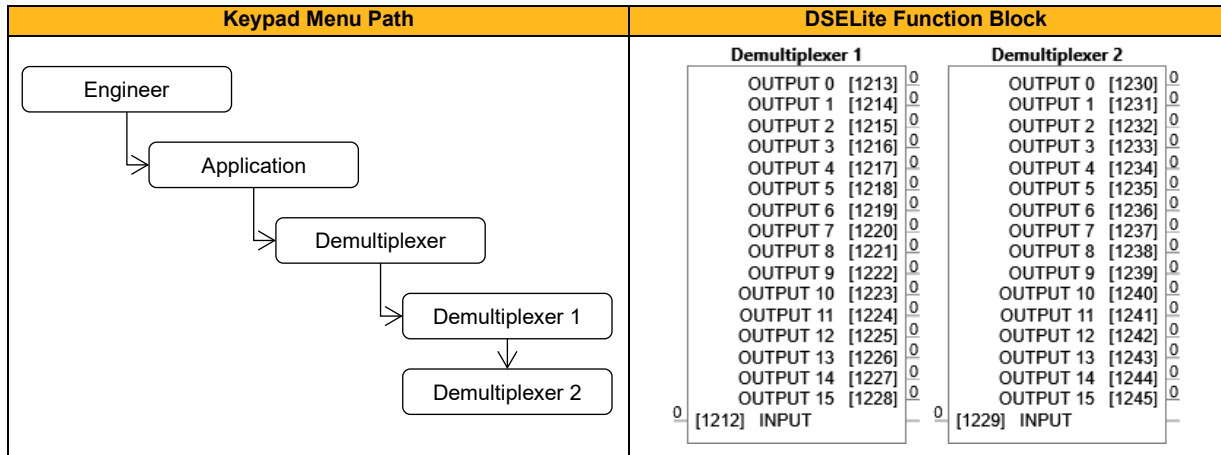 Keypad Menu Path
DSELite Function Block
Engineer
Application
Demultiplexer
Demultiplexer 1
Demultiplexer 2
Demultiplexer 1
OUTPUT 0 [1213] 0
OUTPUT 1 [1214] 0
OUTPUT 2 [1215] 0
OUTPUT 3 [1216] 0
OUTPUT 4 [1217] 0
OUTPUT 5 [1218] 0
OUTPUT 6 [1219] 0
OUTPUT 7 [1220] 0
OUTPUT 8 [1221] 0
OUTPUT 9 [1222] 0
OUTPUT 10 [1223] 0
OUTPUT 11 [1224] 0
OUTPUT 12 [1225] 0
OUTPUT 13 [1226] 0
OUTPUT 14 [1227] 0
OUTPUT 15 [1228] 0
0 [1212] INPUT
Demultiplexer 2
OUTPUT 0 [1230] 0
OUTPUT 1 [1231] 0
OUTPUT 2 [1232] 0
OUTPUT 3 [1233] 0
OUTPUT 4 [1234] 0
OUTPUT 5 [1235] 0
OUTPUT 6 [1236] 0
OUTPUT 7 [1237] 0
OUTPUT 8 [1238] 0
OUTPUT 9 [1239] 0
OUTPUT 10 [1240] 0
OUTPUT 11 [1241] 0
OUTPUT 12 [1242] 0
OUTPUT 13 [1243] 0
OUTPUT 14 [1244] 0
OUTPUT 15 [1245] 0
0 [1229] INPUT